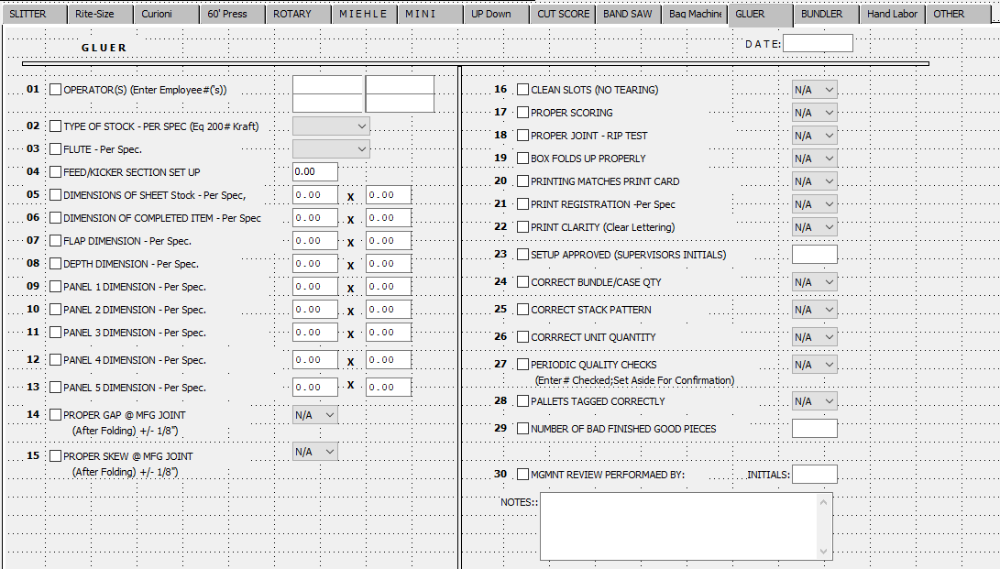 SLITTER Rite-Size Curioni 60' Press ROTARY M I E H L E M I N I UP Down CUT SCORE BAND SAW Bag Machine GLUER BUNDLER Hand Labor OTHER
G L U E R
D A T E:
01 OPERATOR(S) (Enter Employee#('s))
02 TYPE OF STOCK - PER SPEC (Eg 200# Kraft)
03 FLUTE - Per Spec.
04 FEED/KICKER SECTION SET UP 0.00
05 DIMENSIONS OF SHEET Stock - Per Spec, 0.00 X 0.00
06 DIMENSION OF COMPLETED ITEM - Per Spec 0.00 X 0.00
07 FLAP DIMENSION - Per Spec. 0.00 X 0.00
08 DEPTH DIMENSION - Per Spec. 0.00 X 0.00
09 PANEL 1 DIMENSION - Per Spec. 0.00 X 0.00
10 PANEL 2 DIMENSION - Per Spec. 0.00 X 0.00
11 PANEL 3 DIMENSION - Per Spec. 0.00 X 0.00
12 PANEL 4 DIMENSION - Per Spec. 0.00 X 0.00
13 PANEL 5 DIMENSION - Per Spec. 0.00 X 0.00
14 PROPER GAP @ MFG JOINT N/A
(After Folding) +/- 1/8")
15 PROPER SKEW @ MFG JOINT N/A
(After Folding) +/- 1/8")
16 CLEAN SLOTS (NO TEARING) N/A
17 PROPER SCORING N/A
18 PROPER JOINT - RIP TEST N/A
19 BOX FOLDS UP PROPERLY N/A
20 PRINTING MATCHES PRINT CARD N/A
21 PRINT REGISTRATION -Per Spec N/A
22 PRINT CLARITY (Clear Lettering) N/A
23 SETUP APPROVED (SUPERVISORS INITIALS)
24 CORRECT BUNDLE/CASE QTY N/A
25 CORRECT STACK PATTERN N/A
26 CORRRECT UNIT QUANTITY N/A
27 PERIODIC QUALITY CHECKS N/A
(Enter# Checked;Set Aside For Confirmation)
28 PALLETS TAGGED CORRECTLY N/A
29 NUMBER OF BAD FINISHED GOOD PIECES
30 MGMNT REVIEW PERFORMAED BY: INITIALS:
NOTES::